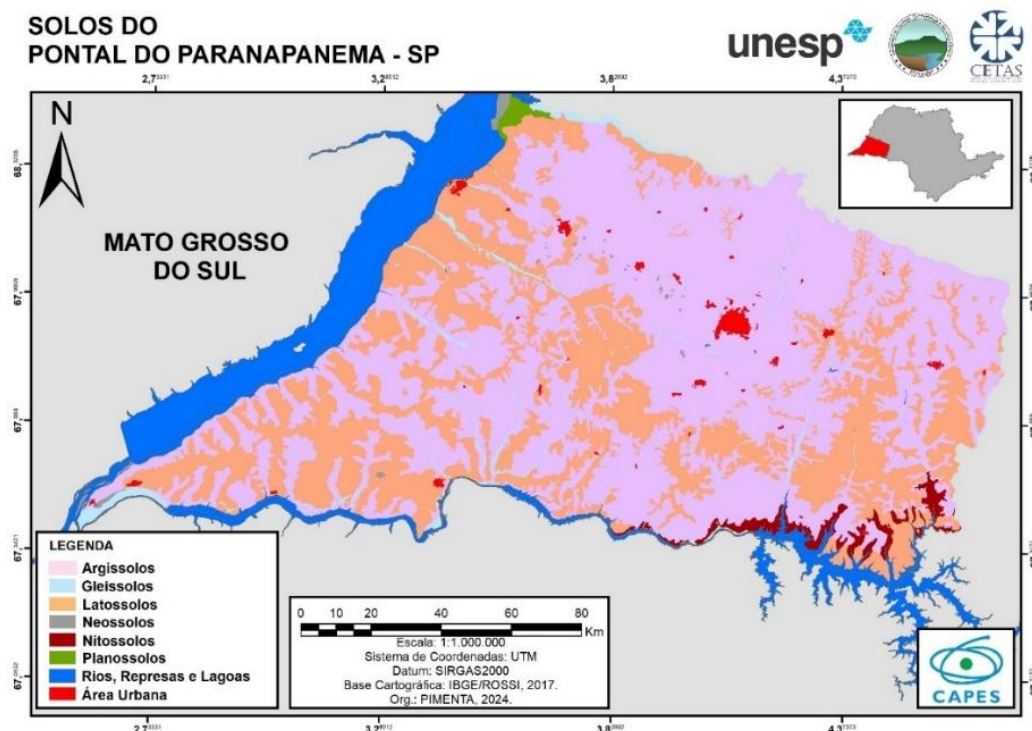 SOLOS DO
PONTAL DO PARANAPANEMA - SP
unesp
CETAS
N
MATO GROSSO
DO SUL
LEGENDA
Argissolos
Gleissolos
Latossolos
Neossolos
Nitossolos
Planossolos
Rios, Represas e Lagoas
Área Urbana
0 10 20 40 60 80
Km
Escala: 1:1.000.000
Sistema de Coordenadas: UTM
Datum: SIRGAS2000
Base Cartográfica: IBGE/ROSSI, 2017.
Org.: PIMENTA, 2024.
CAPES